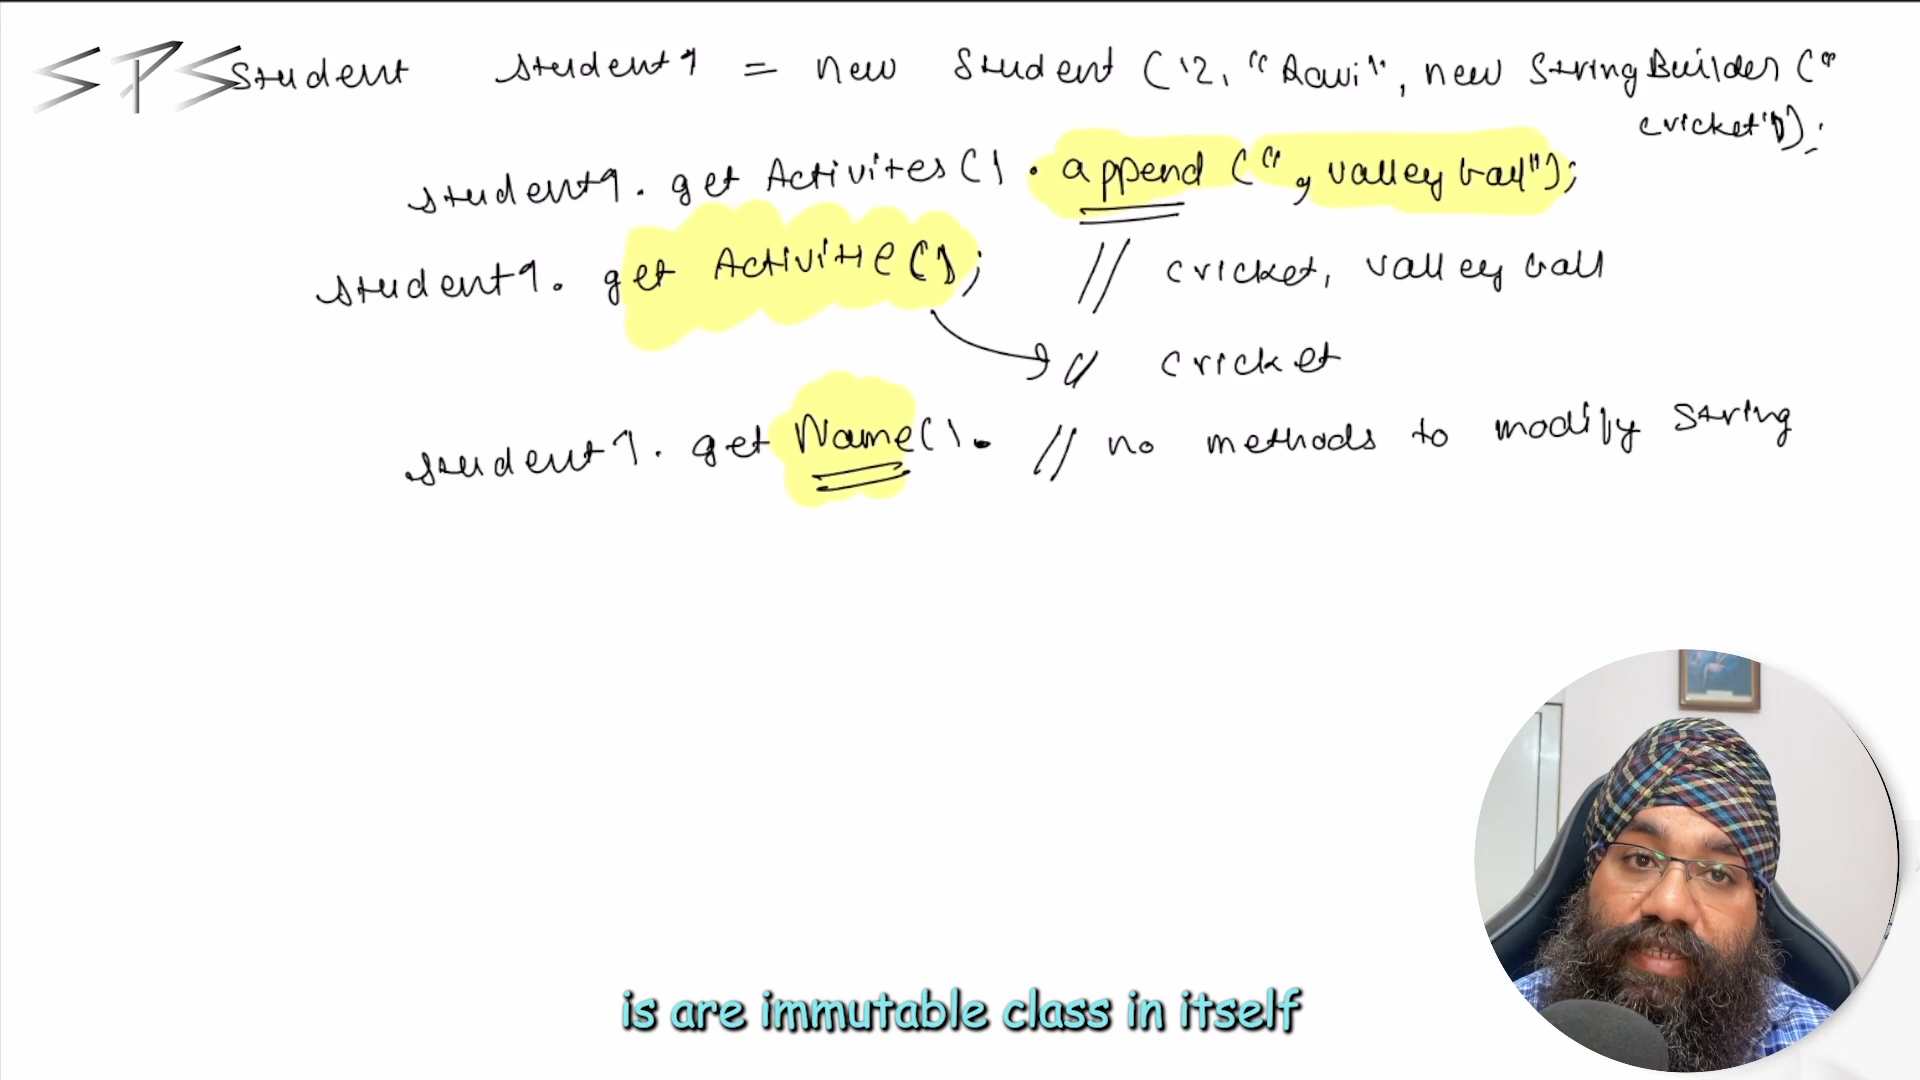 SPS
Student student1 = new Student (12, "Ravi", new StringBuilder ("
cricket"));
student1. get Activites (). append (", valley ball");
student1. get Activitie(); // cricket, valley ball
// cricket
student1. get Name(). // no methods to modify string
is are immutable class in itself